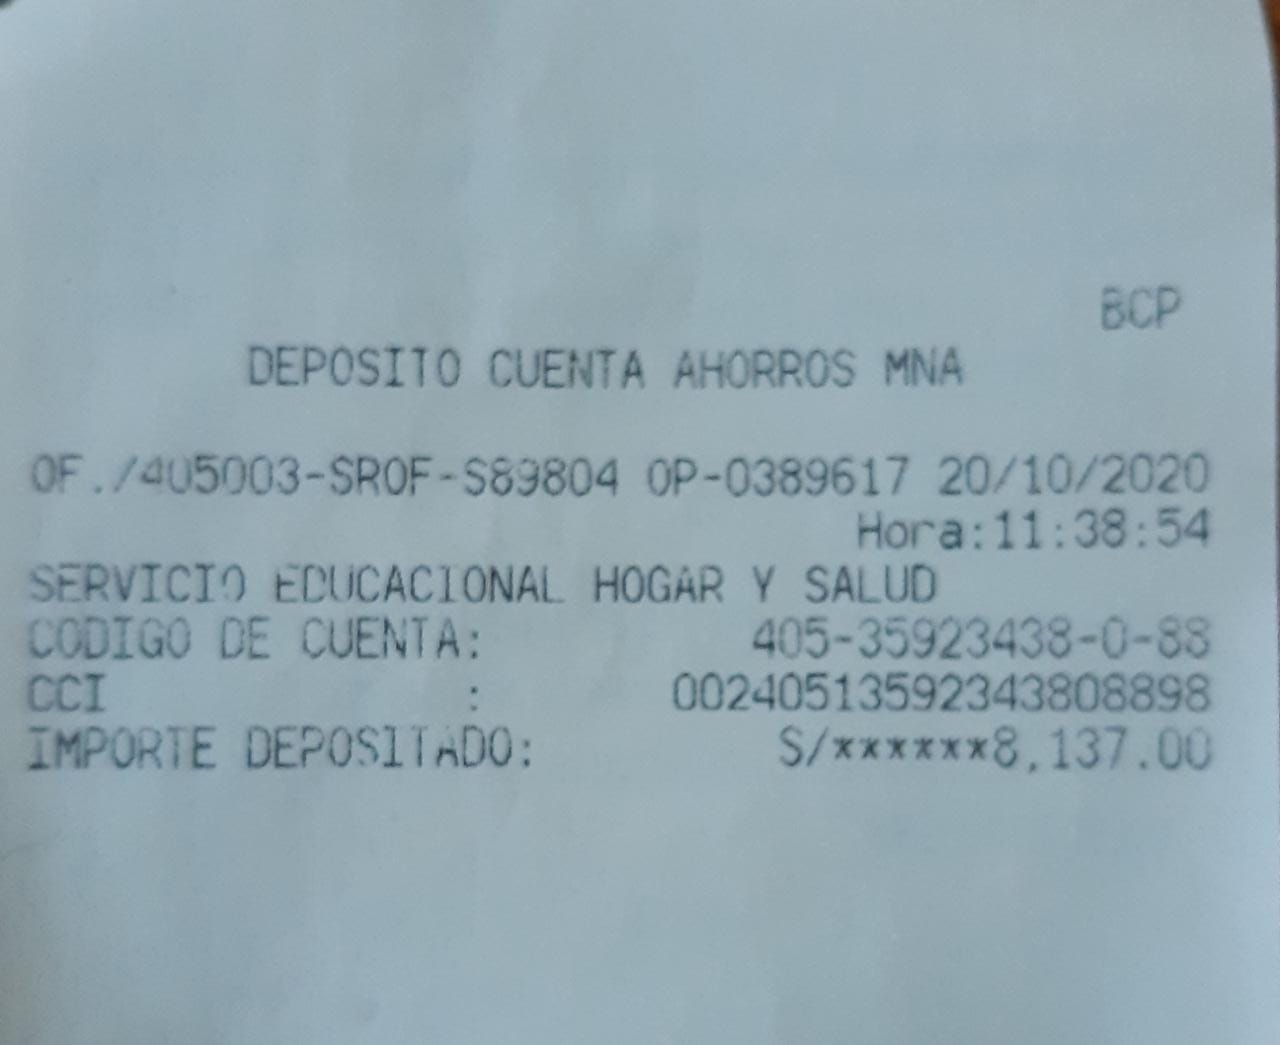 BCP
DEPOSITO CUENTA AHORROS MNA
OF./405003-SROF-S89804 OP-0389617 20/10/2020
Hora:11:38:54
SERVICIO EDUCACIONAL HOGAR Y SALUD
CODIGO DE CUENTA: 405-35923438-0-88
CCI : 00240513592343808898
IMPORTE DEPOSITADO: S/******8,137.00